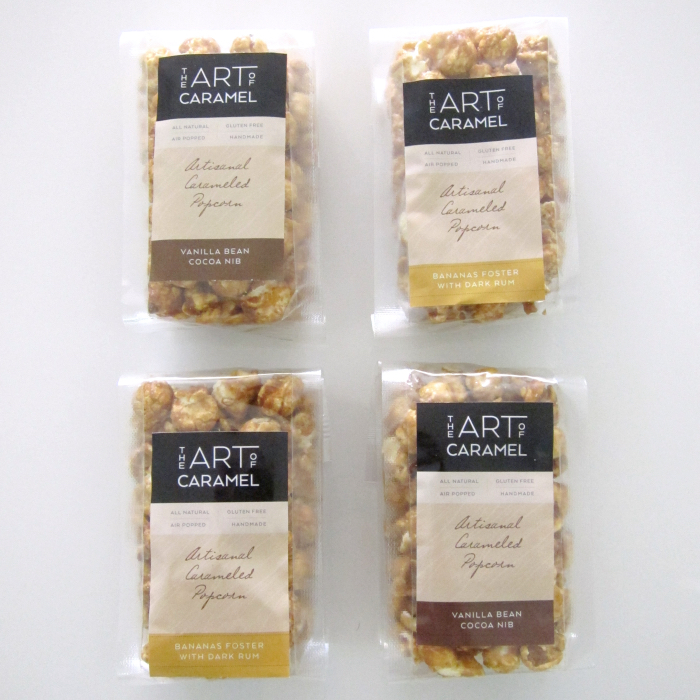 THE ART OF
CARAMEL
ALL NATURAL GLUTEN FREE
AIR POPPED HANDMADE
Artisanal
Carameled
Popcorn
VANILLA BEAN
COCOA NIB
THE ART OF
CARAMEL
ALL NATURAL GLUTEN FREE
AIR POPPED HANDMADE
Artisanal
Carameled
Popcorn
BANANAS FOSTER
WITH DARK RUM
THE ART OF
CARAMEL
ALL NATURAL GLUTEN FREE
AIR POPPED HANDMADE
Artisanal
Carameled
Popcorn
BANANAS FOSTER
WITH DARK RUM
THE ART OF
CARAMEL
ALL NATURAL GLUTEN FREE
AIR POPPED HANDMADE
Artisanal
Carameled
Popcorn
VANILLA BEAN
COCOA NIB